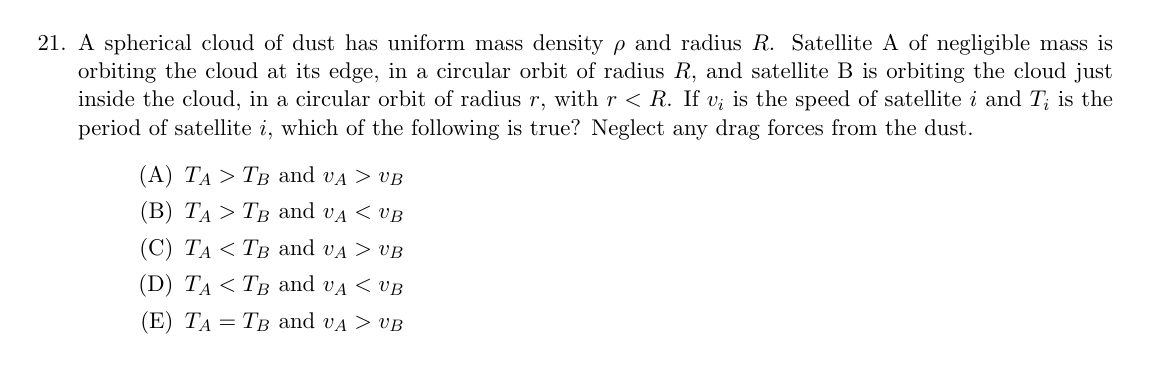 21. A spherical cloud of dust has uniform mass density ρ and radius R. Satellite A of negligible mass is
orbiting the cloud at its edge, in a circular orbit of radius R, and satellite B is orbiting the cloud just
inside the cloud, in a circular orbit of radius r, with r < R. If vᵢ is the speed of satellite i and Tᵢ is the
period of satellite i, which of the following is true? Neglect any drag forces from the dust.
(A) T_A > T_B and v_A > v_B
(B) T_A > T_B and v_A < v_B
(C) T_A < T_B and v_A > v_B
(D) T_A < T_B and v_A < v_B
(E) T_A = T_B and v_A > v_B